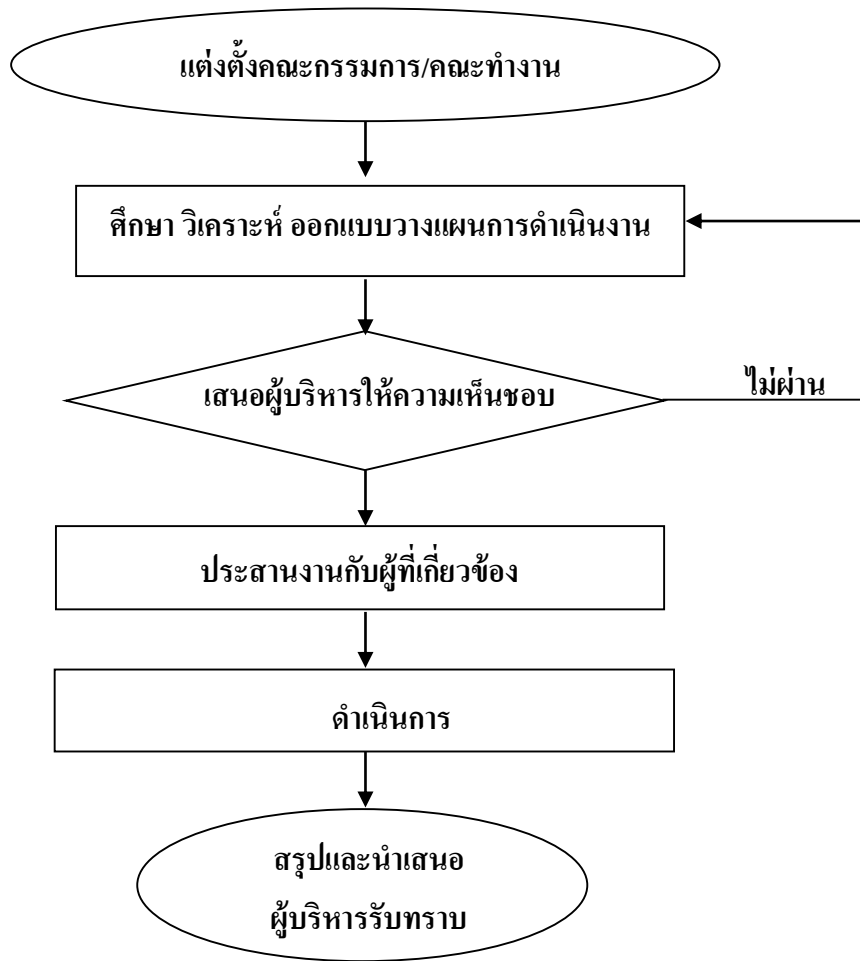 แต่งตั้งคณะกรรมการ/คณะทำงาน
ศึกษา วิเคราะห์ ออกแบบวางแผนการดำเนินงาน
เสนอผู้บริหารให้ความเห็นชอบ
ไม่ผ่าน
ประสานงานกับผู้ที่เกี่ยวข้อง
ดำเนินการ
สรุปและนำเสนอ
ผู้บริหารรับทราบ